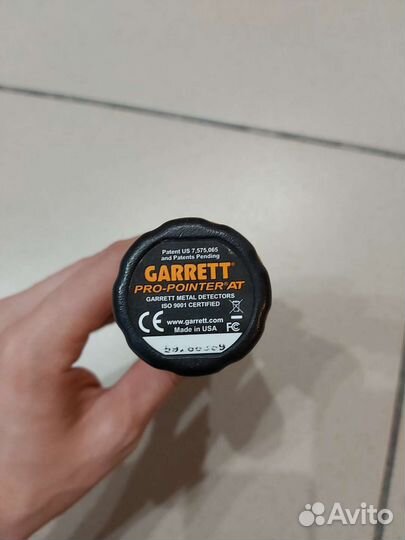 Patent US 7,575,065
and Patents Pending
GARRETT®
PRO-POINTER® AT
GARRETT METAL DETECTORS
ISO 9001 CERTIFIED
CE www.garrett.com FC
Made in USA
Avito